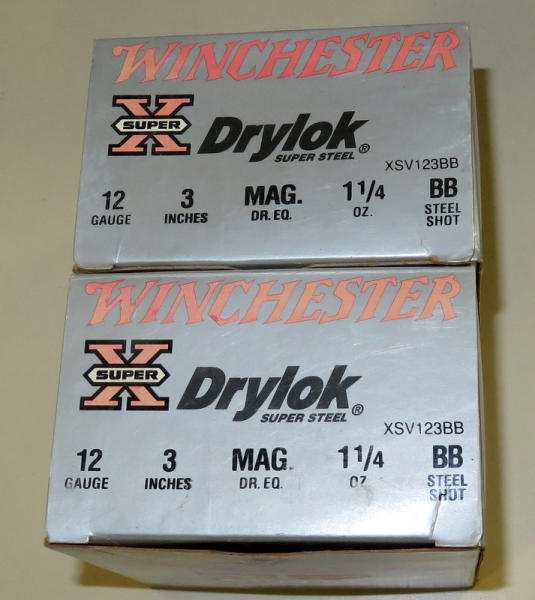 WINCHESTER
X
SUPER
Drylok
SUPER STEEL®
XSV123BB
12 3 MAG. 1 1/4 BB
GAUGE INCHES DR. EQ. OZ. STEEL
SHOT
WINCHESTER
X
SUPER
Drylok
SUPER STEEL®
XSV123BB
12 3 MAG. 1 1/4 BB
GAUGE INCHES DR. EQ. OZ STEEL
SHOT